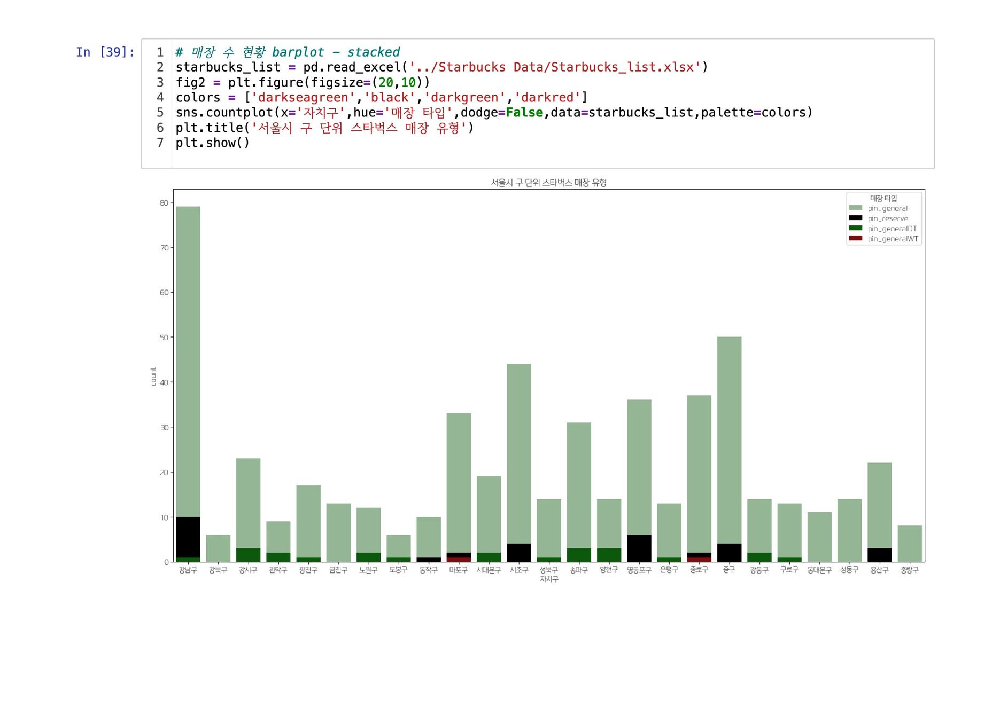 In [39]:
1 # 매장 수 현황 barplot - stacked
2 starbucks_list = pd.read_excel('../Starbucks Data/Starbucks_list.xlsx')
3 fig2 = plt.figure(figsize=(20,10))
4 colors = ['darkseagreen','black','darkgreen','darkred']
5 sns.countplot(x='자치구',hue='매장 타입',dodge=False,data=starbucks_list,palette=colors)
6 plt.title('서울시 구 단위 스타벅스 매장 유형')
7 plt.show()
서울시 구 단위 스타벅스 매장 유형
매장 타입
pin_general
pin_reserve
pin_generalDT
pin_generalWT
80
70
60
50
40
30
20
10
0
count
강남구 강북구 강서구 관악구 광진구 금천구 노원구 도봉구 동작구 마포구 서대문구 서초구 성북구 송파구 양천구 영등포구 은평구 종로구 중구 강동구 구로구 동대문구 성동구 용산구 중랑구
자치구